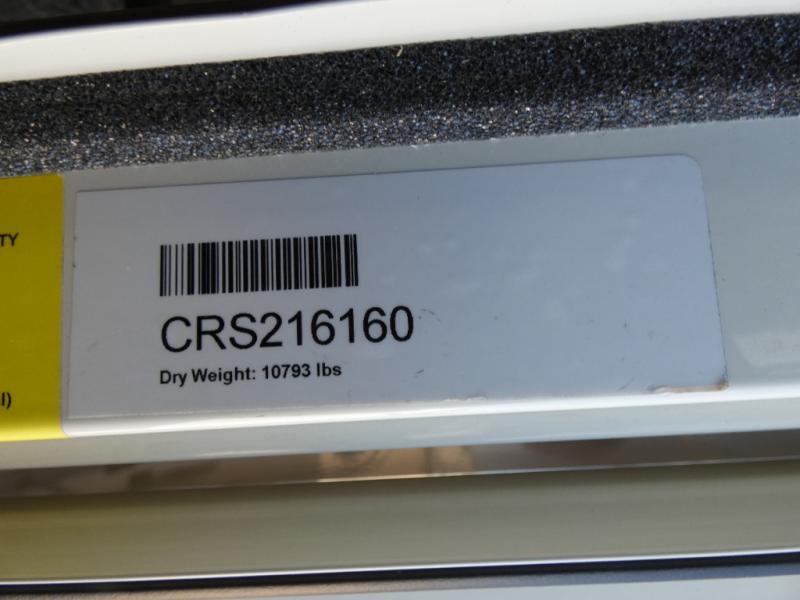 TY
l)
CRS216160
Dry Weight: 10793 lbs